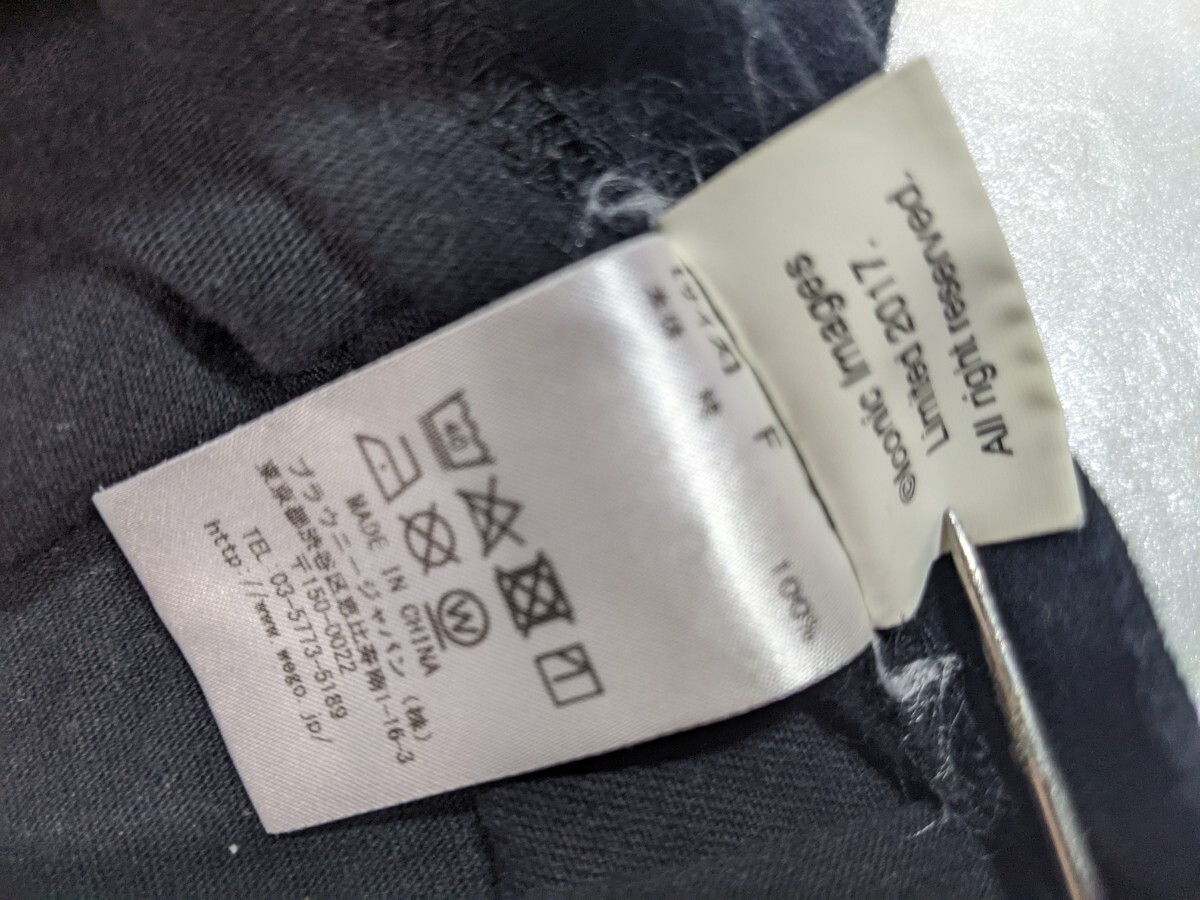 ©Iconic Images
Limited 2017.
All right reserved.
サイズ F
本体 綿 100%
40
W
MADE IN CHINA
ブラウニージャパン(株)
東京都渋谷区恵比寿南1-16-3
〒150-0022
TEL 03-5773-5189
http://www.wego.jp/